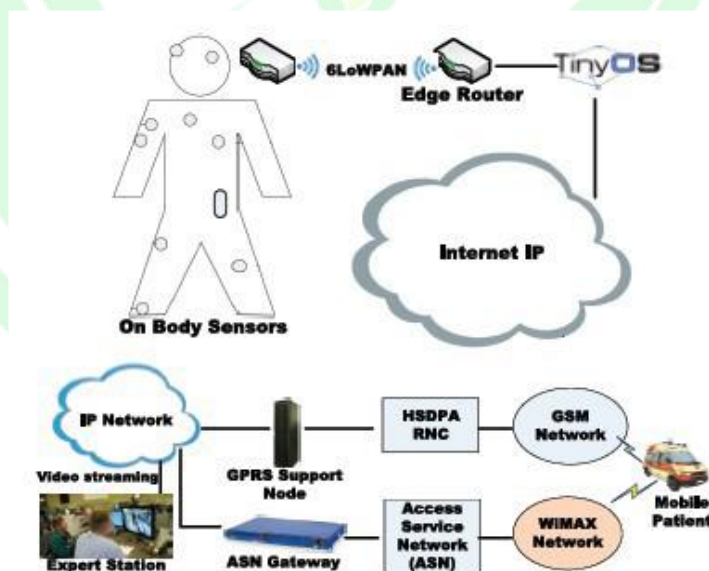 6LoWPAN
Edge Router
TinyOS
Internet IP
On Body Sensors
IP Network
HSDPA
RNC
GSM
Network
Video streaming
GPRS Support
Node
Mobile
Patient
Access
Service
Network
(ASN)
WiMAX
Network
Expert Station
ASN Gateway